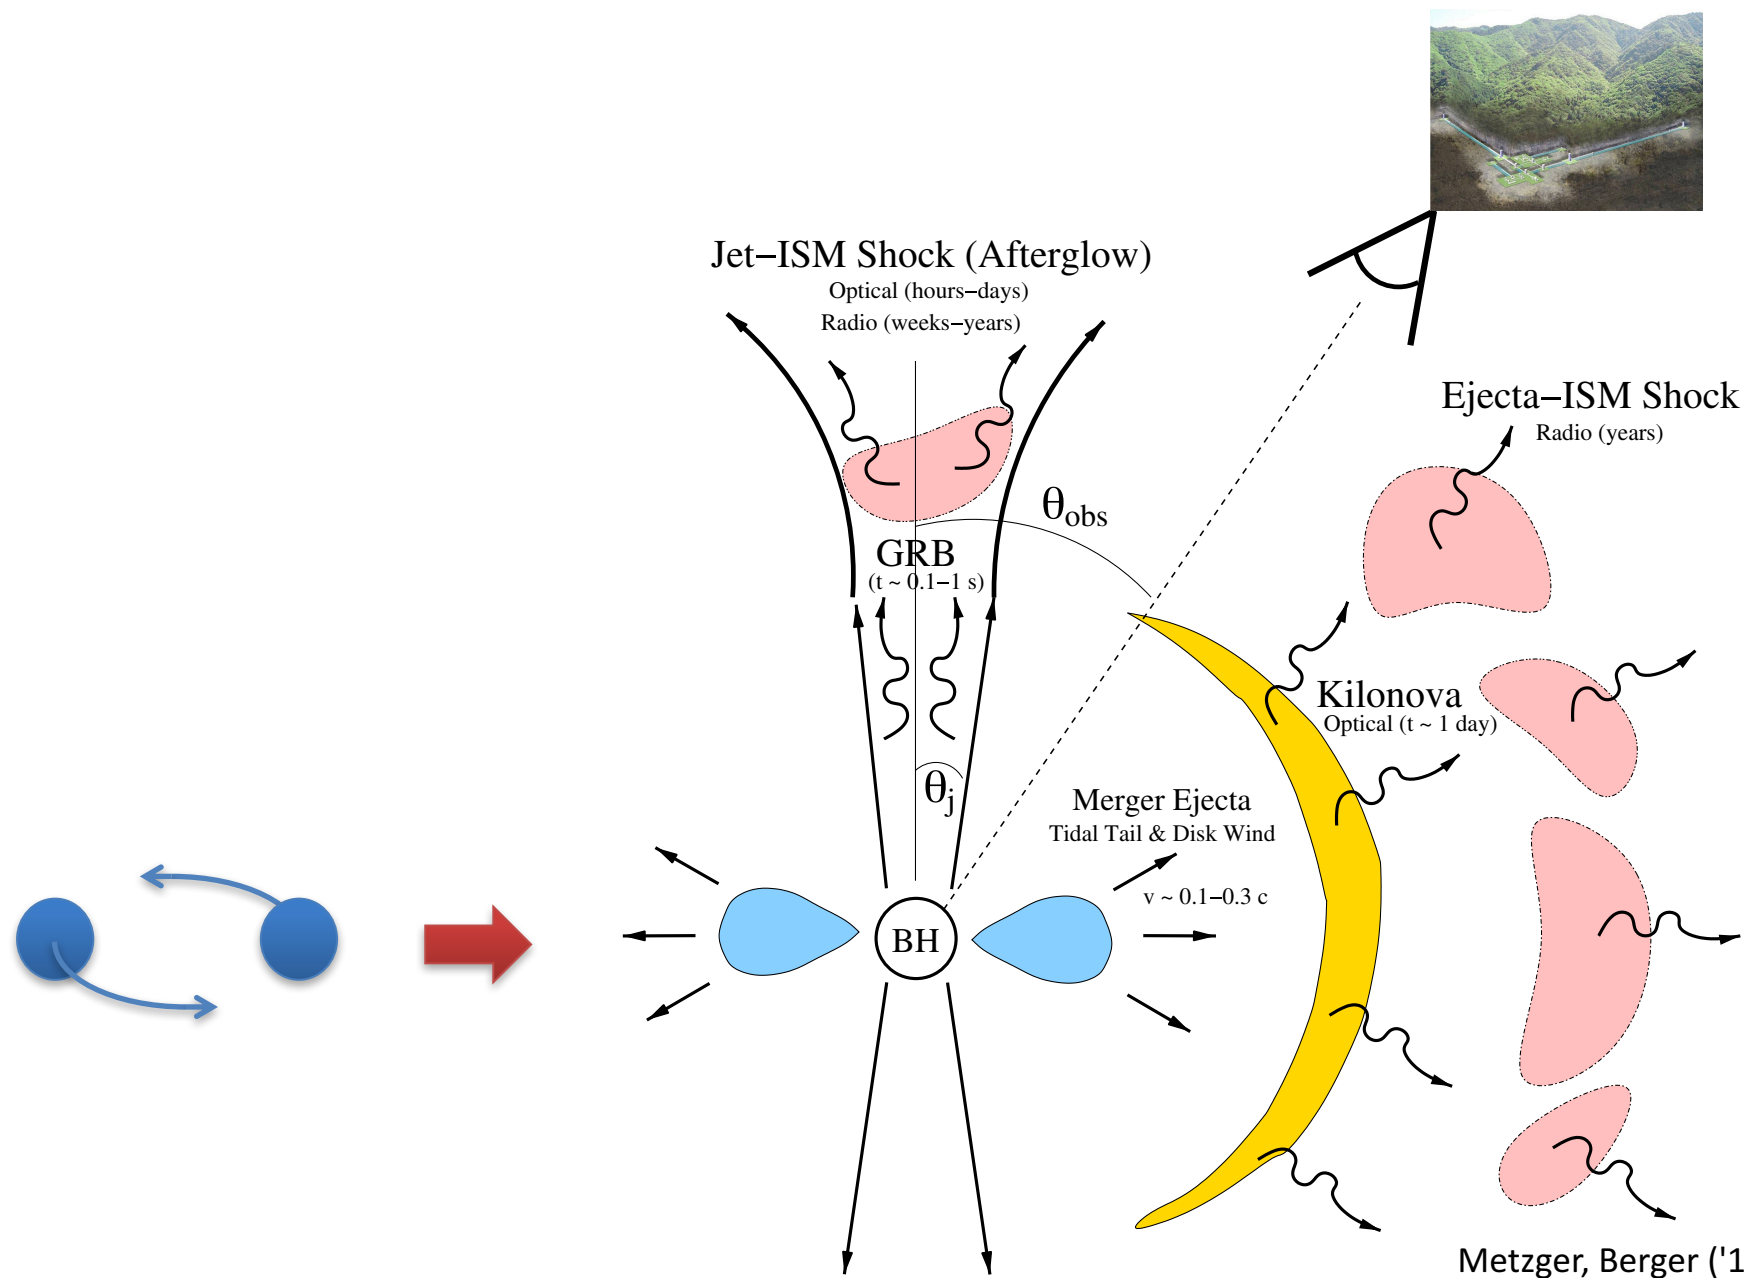 Jet−ISM Shock (Afterglow)
Optical (hours−days)
Radio (weeks−years)
Ejecta−ISM Shock
Radio (years)
θobs
GRB
(t ~ 0.1−1 s)
Kilonova
Optical (t ~ 1 day)
θj
Merger Ejecta
Tidal Tail & Disk Wind
v ~ 0.1−0.3 c
BH
Metzger, Berger ('1